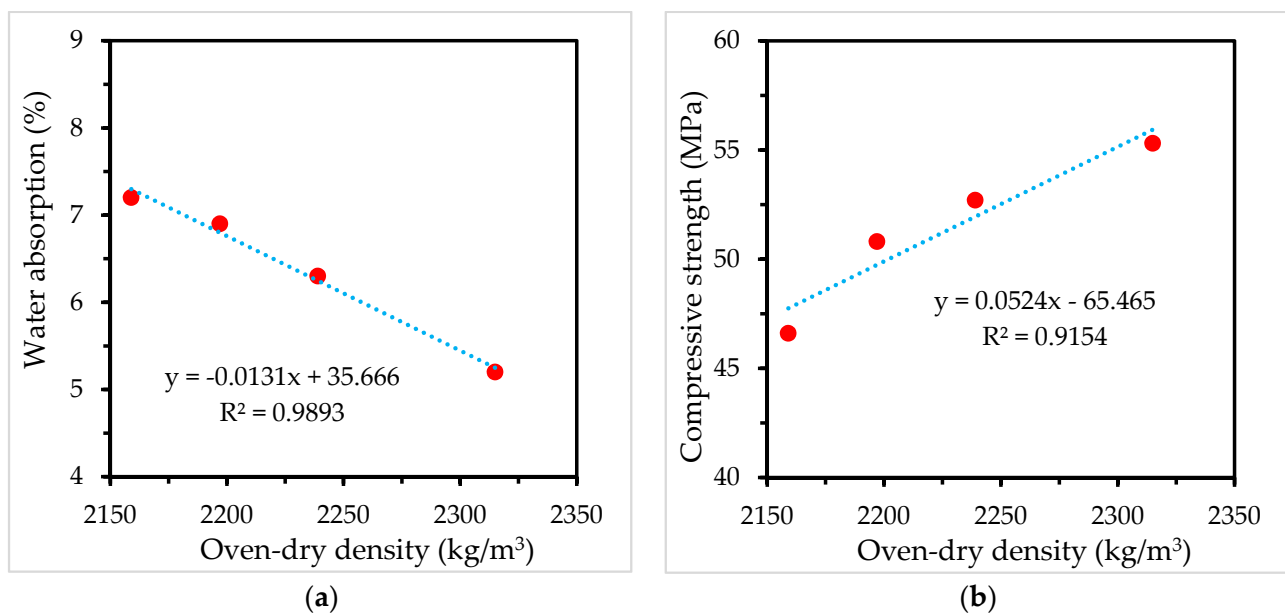 9
8
7
6
5
4
Water absorption (%)
y = -0.0131x + 35.666
R² = 0.9893
2150 2200 2250 2300 2350
Oven-dry density (kg/m³)
(a)
60
55
50
45
40
Compressive strength (MPa)
y = 0.0524x - 65.465
R² = 0.9154
2150 2200 2250 2300 2350
Oven-dry density (kg/m³)
(b)